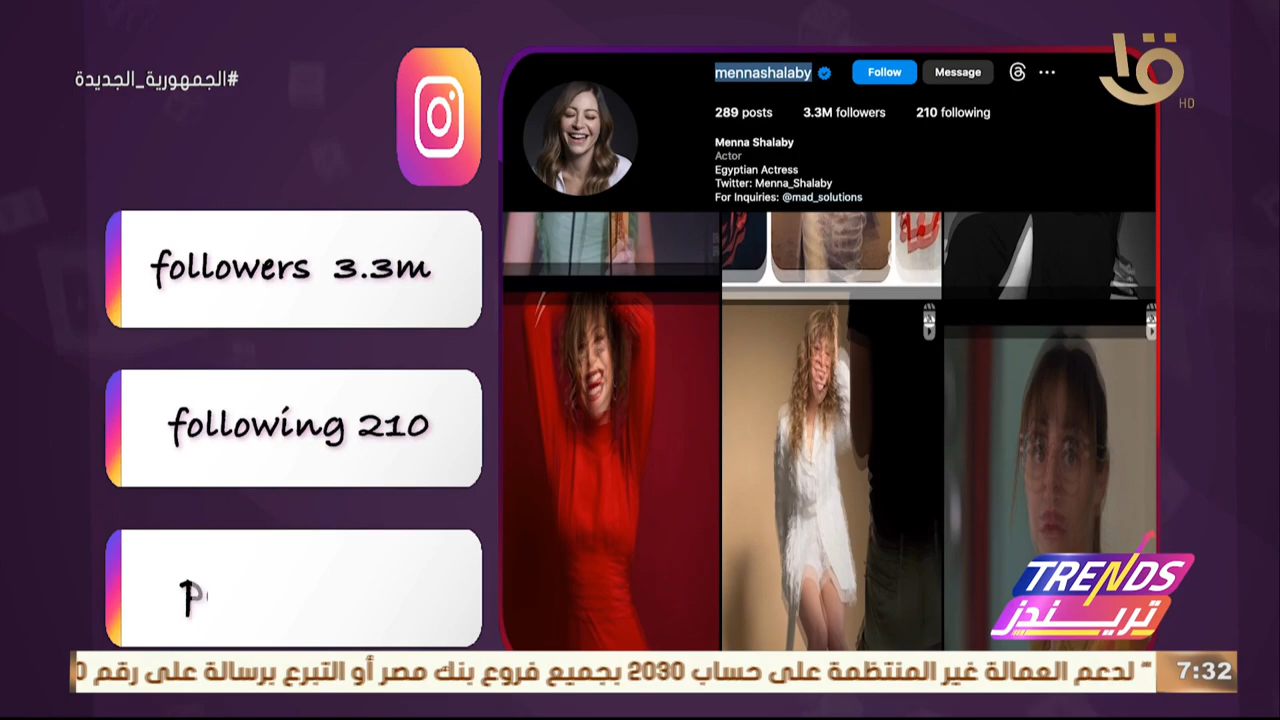 #الجمهورية_الجديدة
mennashalaby
Follow
Message
289 posts 3.3M followers 210 following
Menna Shalaby
Actor
Egyptian Actress
Twitter: Menna_Shalaby
For Inquiries: @mad_solutions
HD
followers 3.3m
following 210
p
TRENDS
تريندز
" لدعم العمالة غير المنتظمة على حساب 2030 بجميع فروع بنك مصر أو التبرع برسالة على رقم 0
7:32